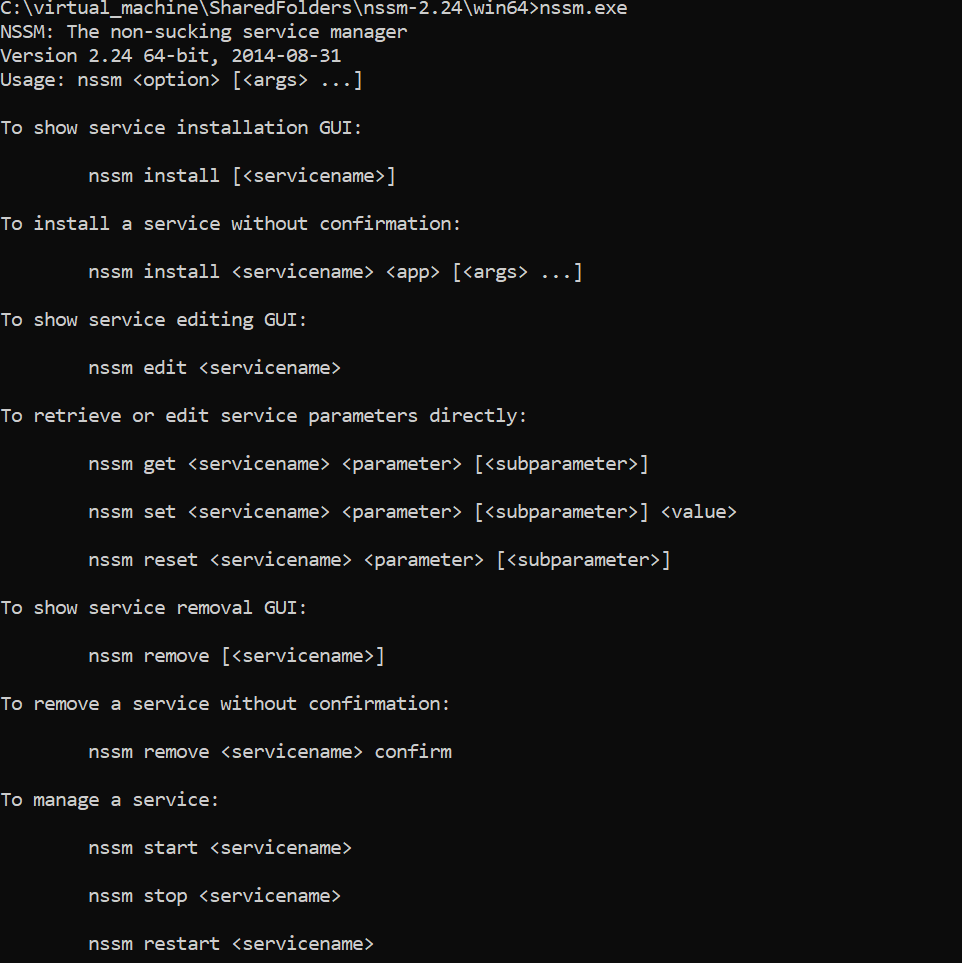 C:\virtual_machine\SharedFolders\nssm-2.24\win64>nssm.exe
NSSM: The non-sucking service manager
Version 2.24 64-bit, 2014-08-31
Usage: nssm <option> [<args> ...]
To show service installation GUI:
nssm install [<servicename>]
To install a service without confirmation:
nssm install <servicename> <app> [<args> ...]
To show service editing GUI:
nssm edit <servicename>
To retrieve or edit service parameters directly:
nssm get <servicename> <parameter> [<subparameter>]
nssm set <servicename> <parameter> [<subparameter>] <value>
nssm reset <servicename> <parameter> [<subparameter>]
To show service removal GUI:
nssm remove [<servicename>]
To remove a service without confirmation:
nssm remove <servicename> confirm
To manage a service:
nssm start <servicename>
nssm stop <servicename>
nssm restart <servicename>